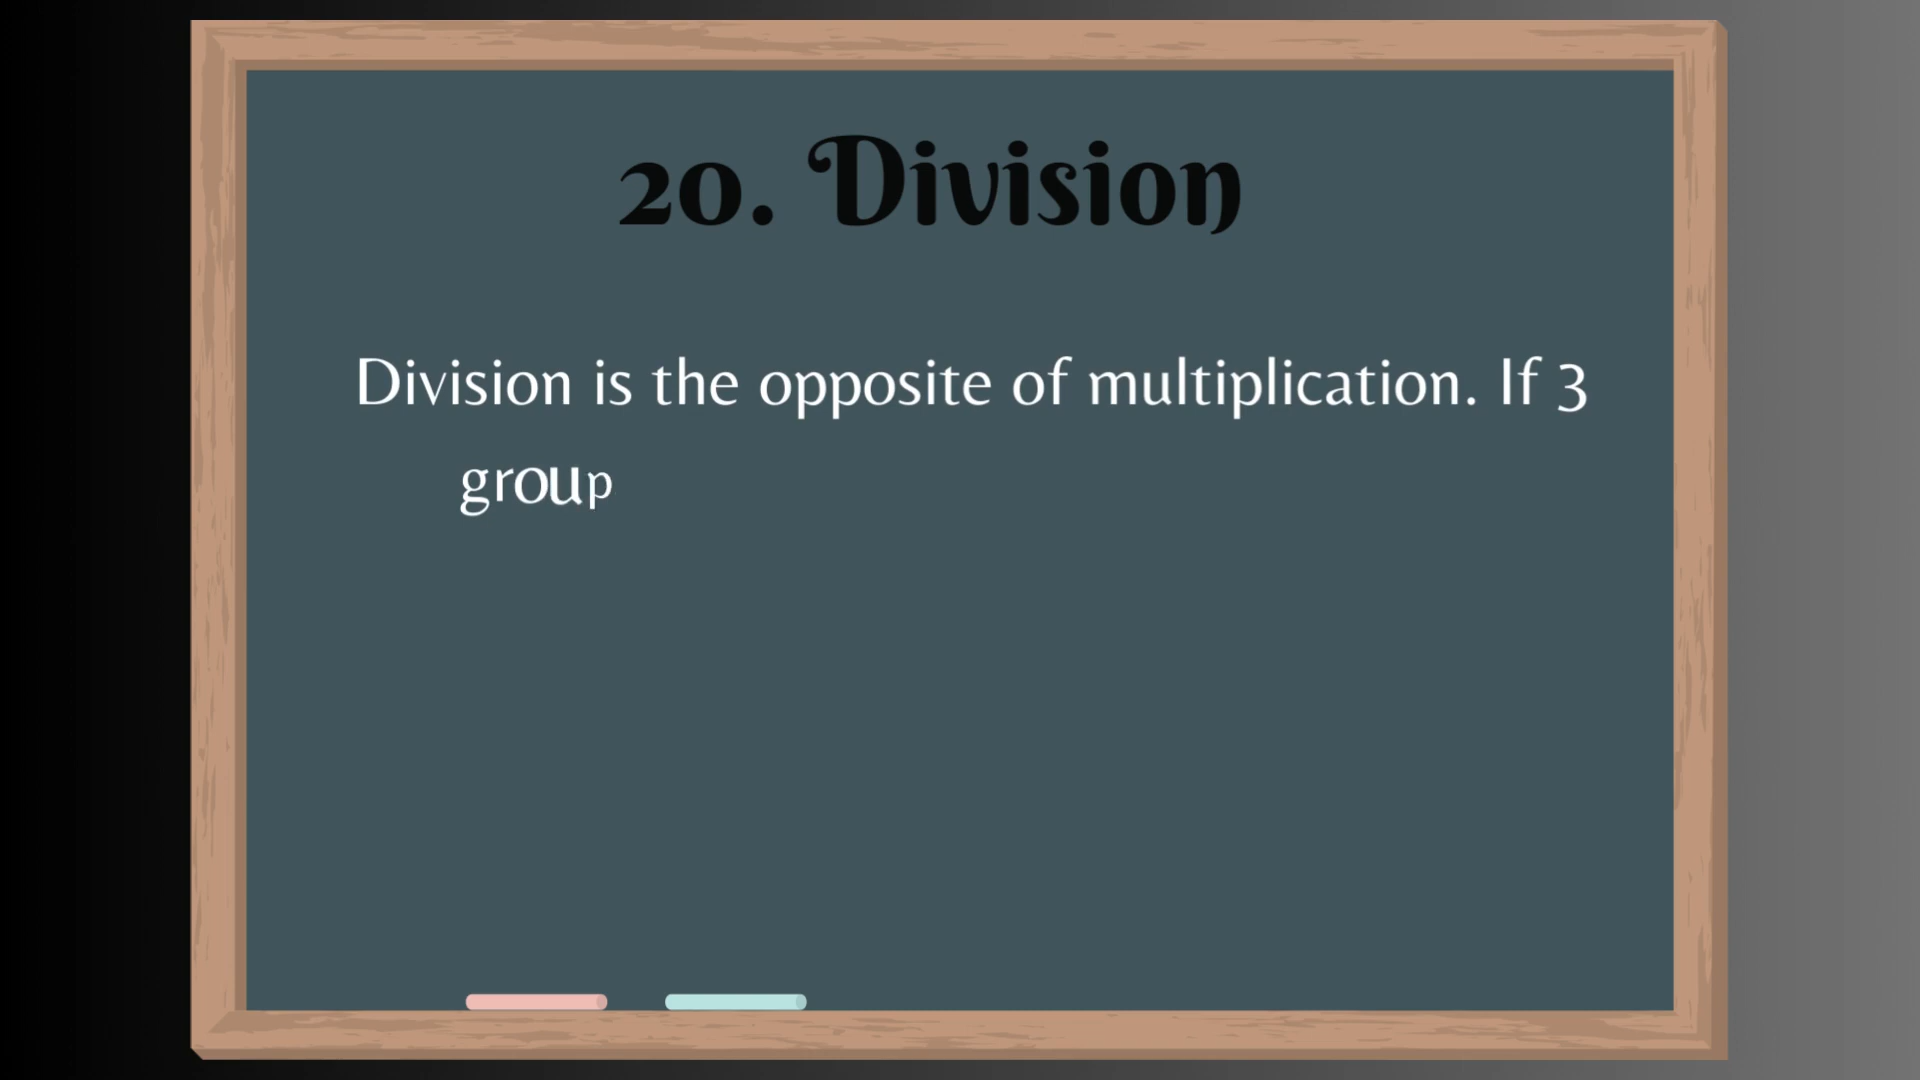 20. Division
Division is the opposite of multiplication. If 3
group